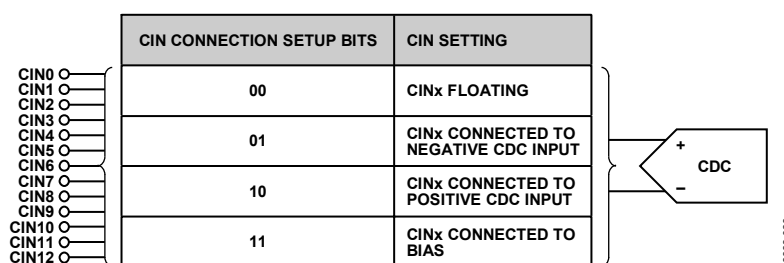 CIN CONNECTION SETUP BITS
CIN SETTING
CIN0
CIN1
CIN2
CIN3
CIN4
CIN5
CIN6
CIN7
CIN8
CIN9
CIN10
CIN11
CIN12
00
CINx FLOATING
01
CINx CONNECTED TO
NEGATIVE CDC INPUT
10
CINx CONNECTED TO
POSITIVE CDC INPUT
11
CINx CONNECTED TO
BIAS
+
CDC
–